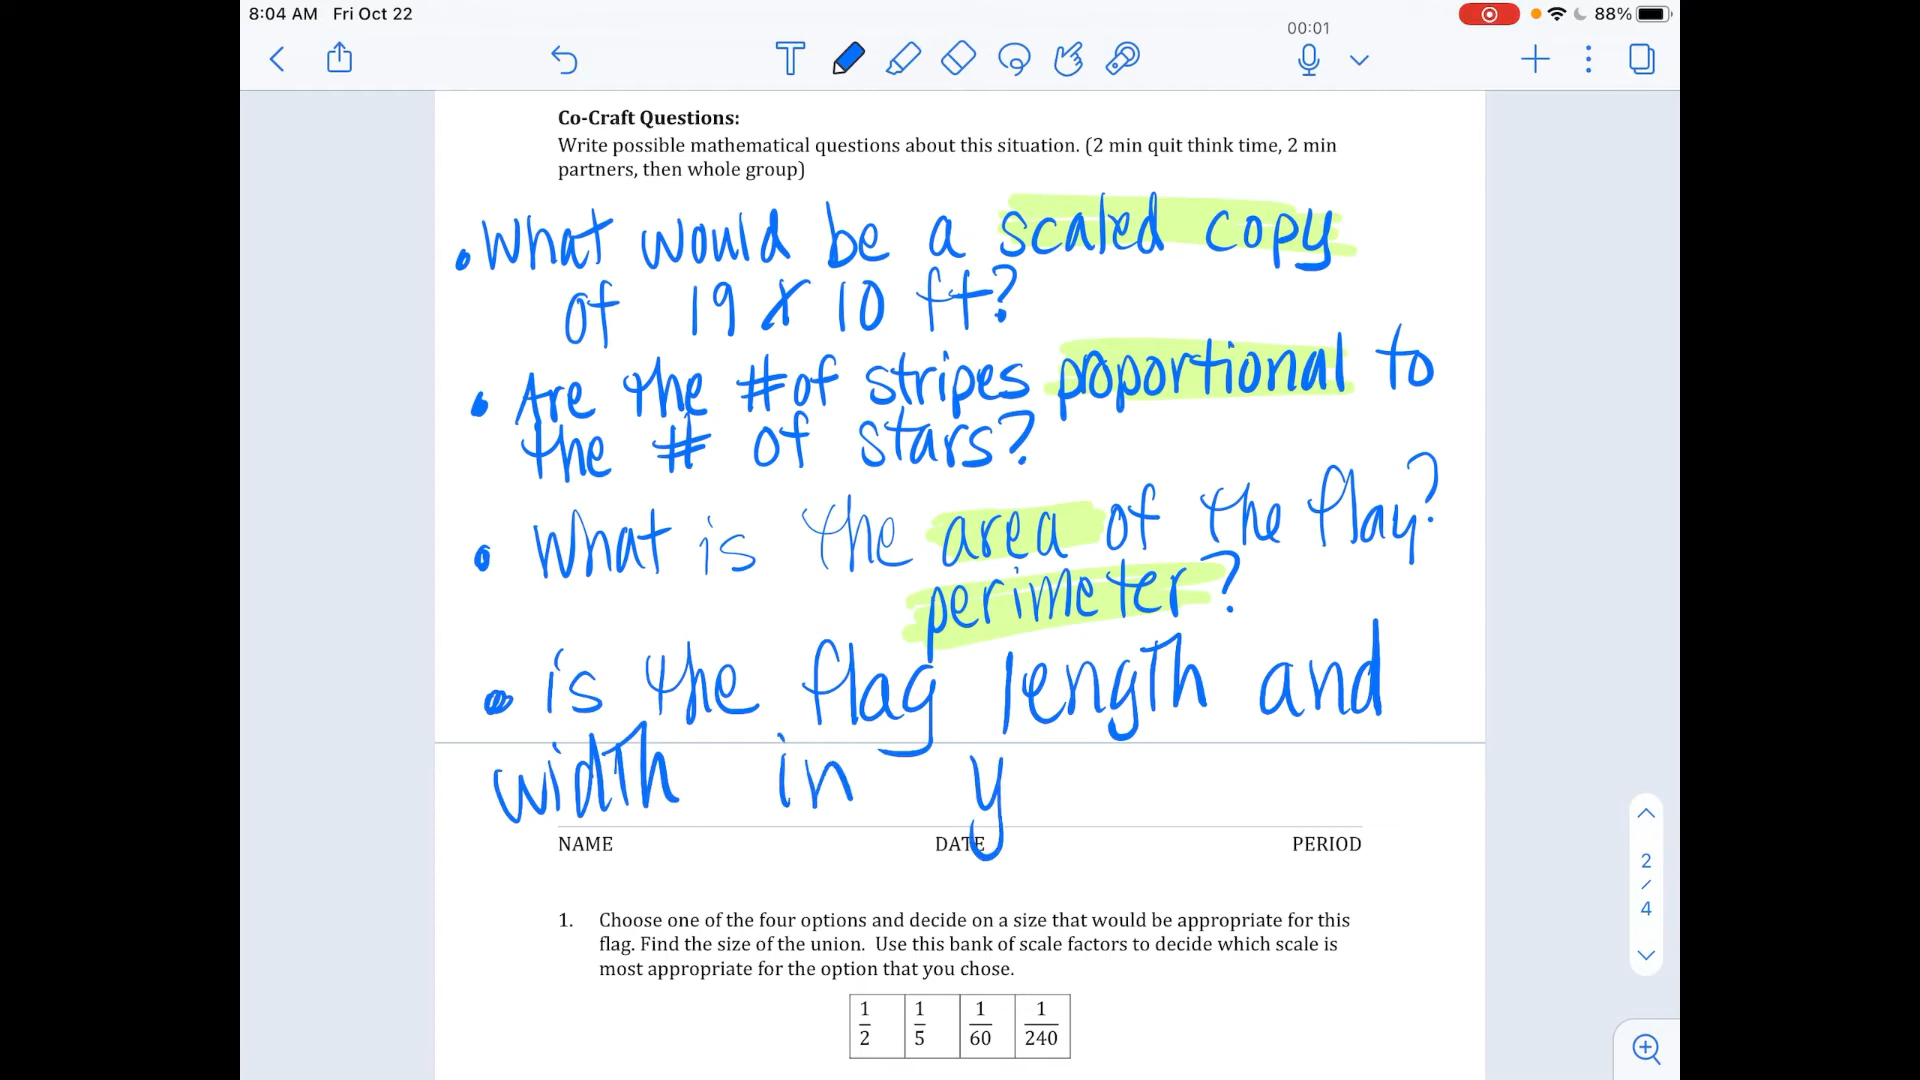 8:04 AM Fri Oct 22
88%
00:01
T
Co-Craft Questions:
Write possible mathematical questions about this situation. (2 min quit think time, 2 min
partners, then whole group)
• What would be a scaled copy
of 19 x 10 ft?
• Are the # of stripes proportional to
the # of stars?
• What is the area of the flag?
perimeter?
• is the flag length and
width in y
NAME DATE PERIOD
1. Choose one of the four options and decide on a size that would be appropriate for this
flag. Find the size of the union. Use this bank of scale factors to decide which scale is
most appropriate for the option that you chose.
1/2 1/5 1/60 1/240
2
/
4